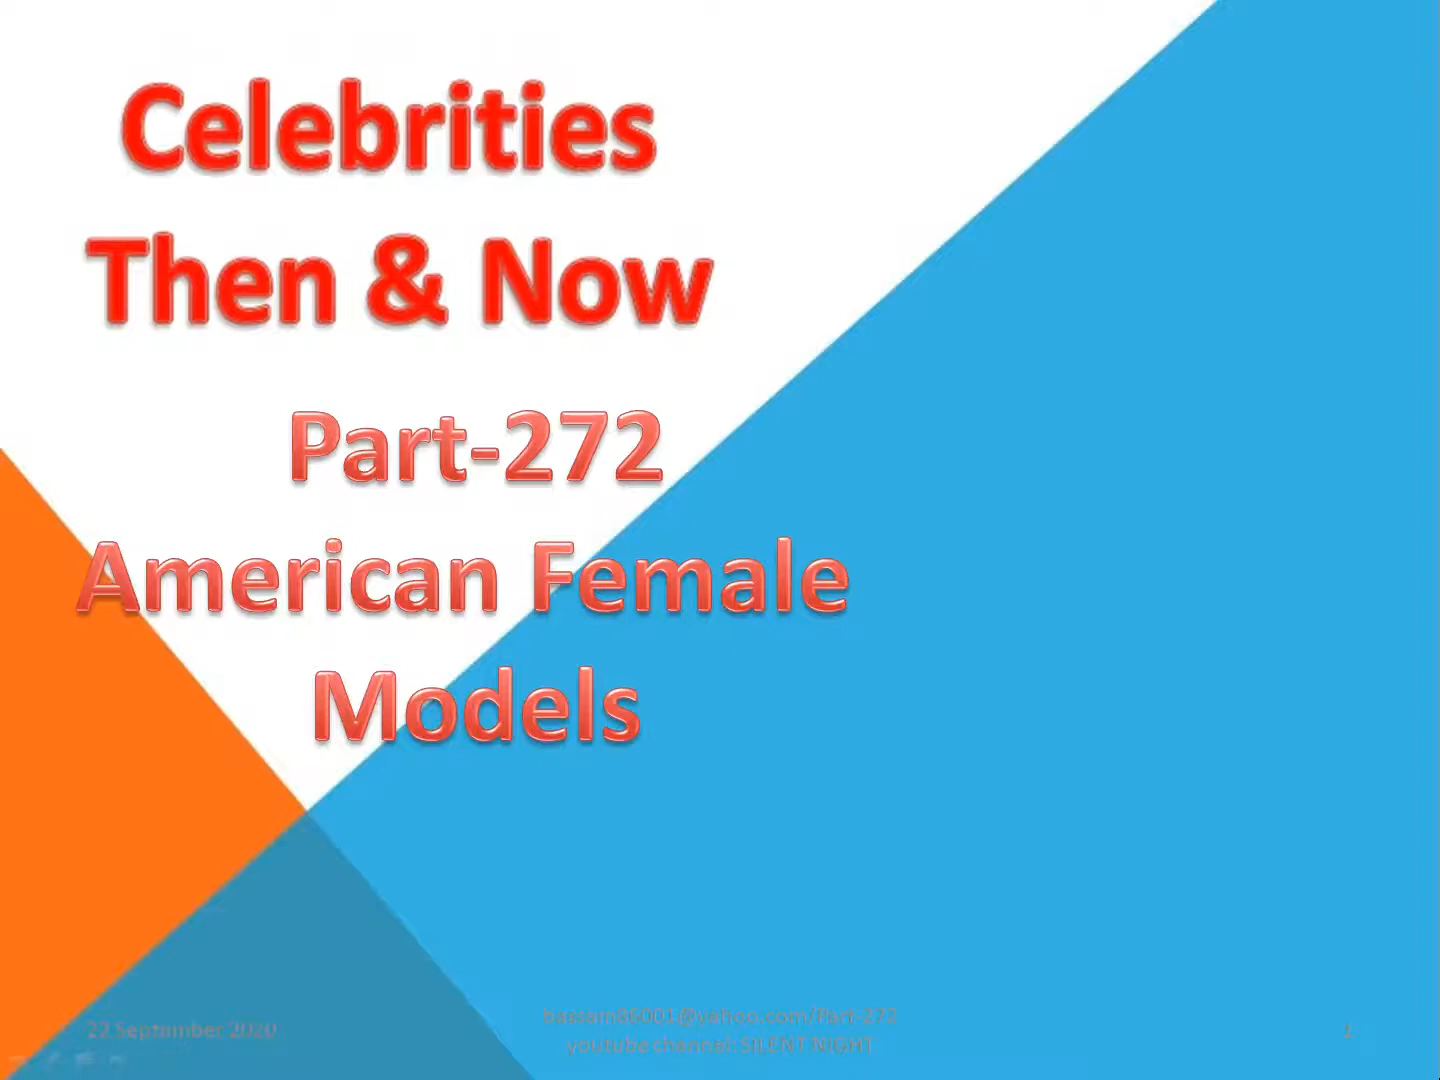 Celebrities
Then & Now
Part-272
American Female
Models
22 September 2020
bassam86001@yahoo.com/Part-272
youtube channel: SILENT NIGHT
1